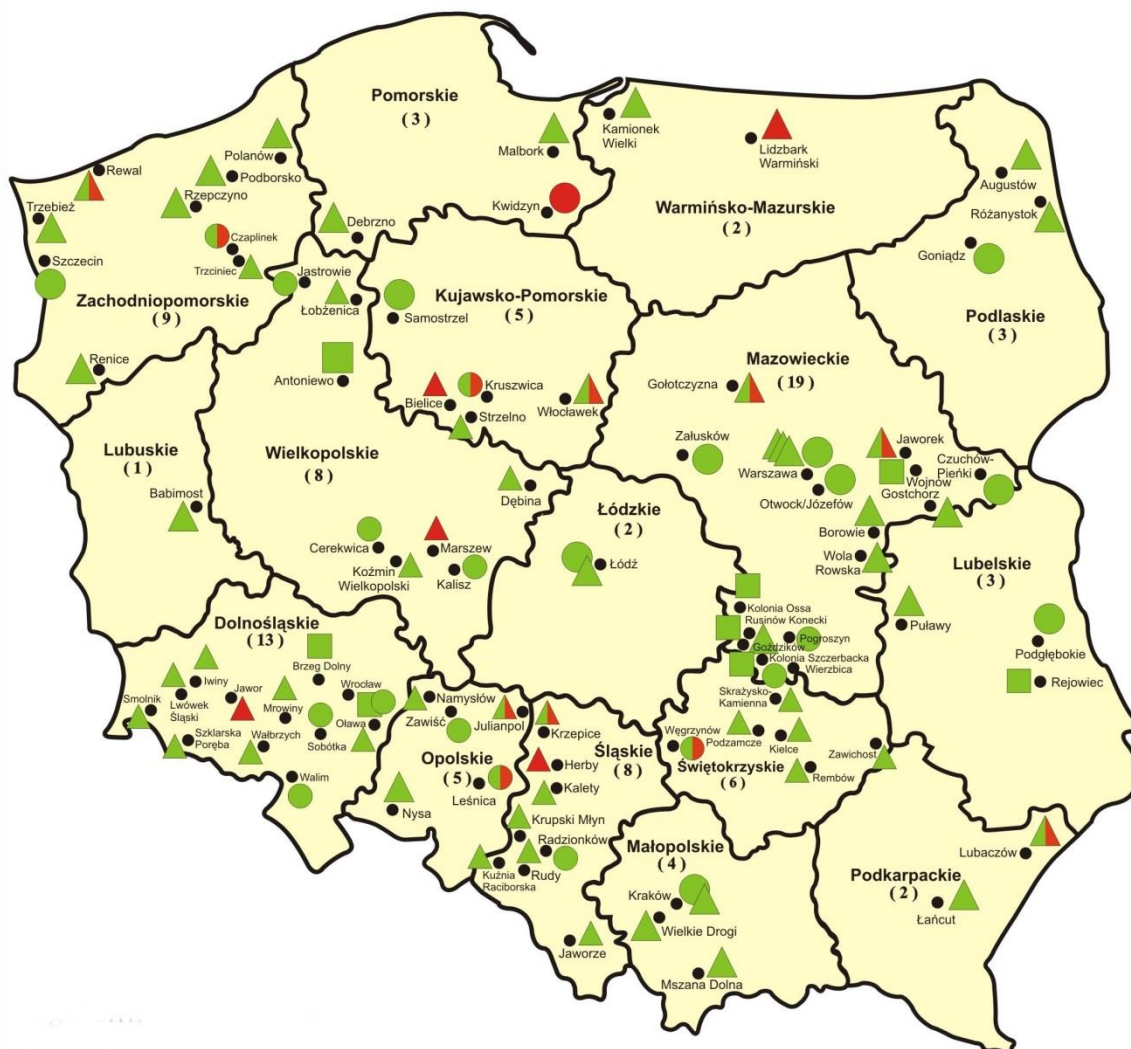 Pomorskie
(3)
Polanów
Podborsko
Rewal
Rzepczyno
Trzebież
Czaplinek
Trzciniec
Szczecin
Zachodniopomorskie
(9)
Renice
Malbork
Kwidzyn
Debrzno
Kamionek
Wielki
Lidzbark
Warmiński
Warmińsko-Mazurskie
(2)
Augustów
Różanystok
Goniądz
Podlaskie
(3)
Jastrowie
Łobżenica
Antoniewo
Kujawsko-Pomorskie
(5)
Samostrzel
Kruszwica
Bielice
Strzelno
Włocławek
Lubuskie
(1)
Babimost
Wielkopolskie
(8)
Dębina
Cerekwica
Marszew
Koźmin
Wielkopolski
Kalisz
Mazowieckie
(19)
Gołotczyzna
Załusków
Warszawa
Otwock/Józefów
Jaworek
Wojnów
Czuchów-
Pieńki
Gostchorz
Borowie
Wola
Rowska
Kolonia Ossa
Rusinów Konecki
Pogroszyn
Goździków
Kolonia Szczerbacka
Wierzbica
Łódzkie
(2)
Łódź
Lubelskie
(3)
Puławy
Podgłębokie
Rejowiec
Dolnośląskie
(13)
Brzeg Dolny
Iwiny
Lwówek
Śląski
Smolnik
Jawor
Mrowiny
Wrocław
Oława
Szklarska
Poręba
Wałbrzych
Sobótka
Walim
Namysłów
Zawiść
Julianpol
Opolskie
(5)
Leśnica
Nysa
Krzepice
Śląskie
(8)
Herby
Kalety
Krupski Młyn
Radzionków
Kuźnia
Raciborska
Rudy
Jaworze
Skrażysko-
Kamienna
Węgrzynów
Podzamcze
Kielce
Zawichost
Świętokrzyskie
(6)
Rembów
Małopolskie
(4)
Kraków
Wielkie Drogi
Mszana Dolna
Podkarpackie
(2)
Lubaczów
Łańcut